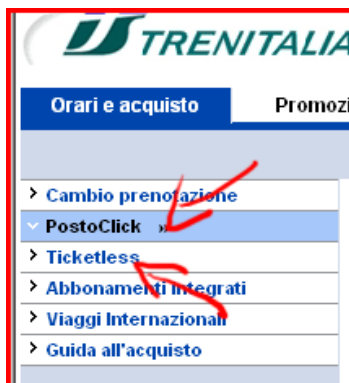 TRENITALIA
Orari e acquisto Promozi
Cambio prenotazione
PostoClick »
Ticketless
Abbonamenti integrati
Viaggi Internazionali
Guida all'acquisto